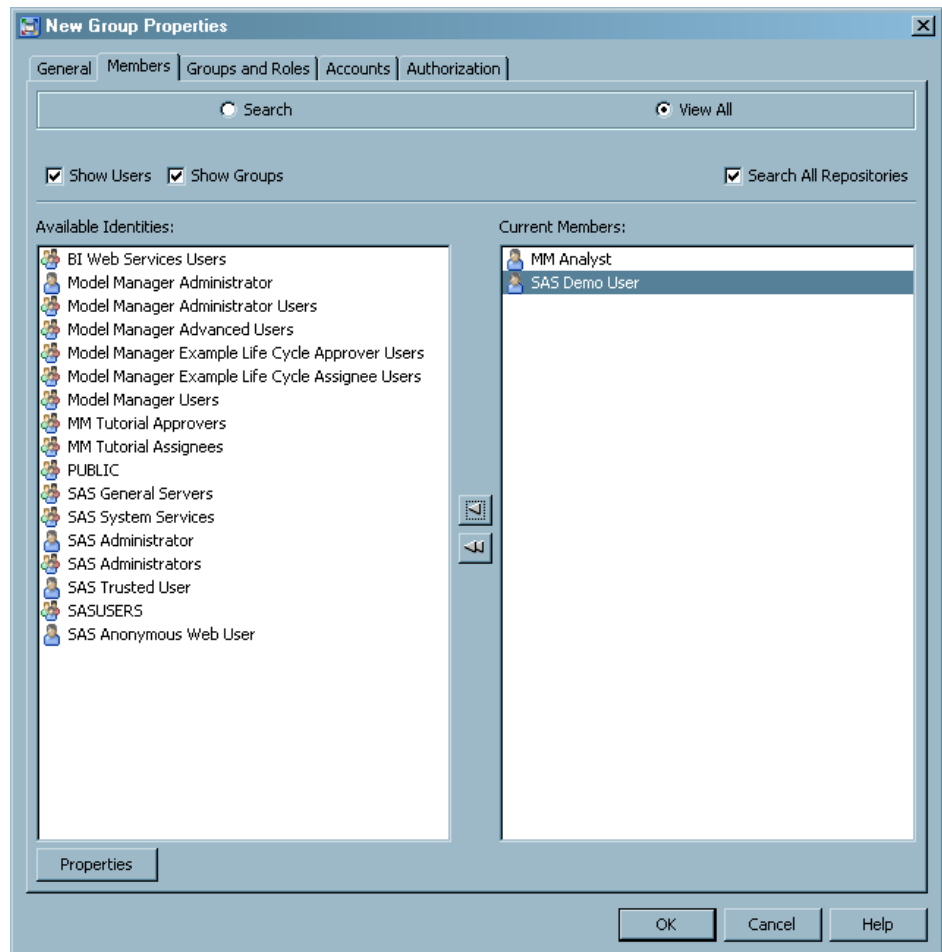 New Group Properties
General Members Groups and Roles Accounts Authorization
Search View All
Show Users Show Groups Search All Repositories
Available Identities:
BI Web Services Users
Model Manager Administrator
Model Manager Administrator Users
Model Manager Advanced Users
Model Manager Example Life Cycle Approver Users
Model Manager Example Life Cycle Assignee Users
Model Manager Users
MM Tutorial Approvers
MM Tutorial Assignees
PUBLIC
SAS General Servers
SAS System Services
SAS Administrator
SAS Administrators
SAS Trusted User
SASUSERS
SAS Anonymous Web User
Current Members:
MM Analyst
SAS Demo User
Properties
OK Cancel Help